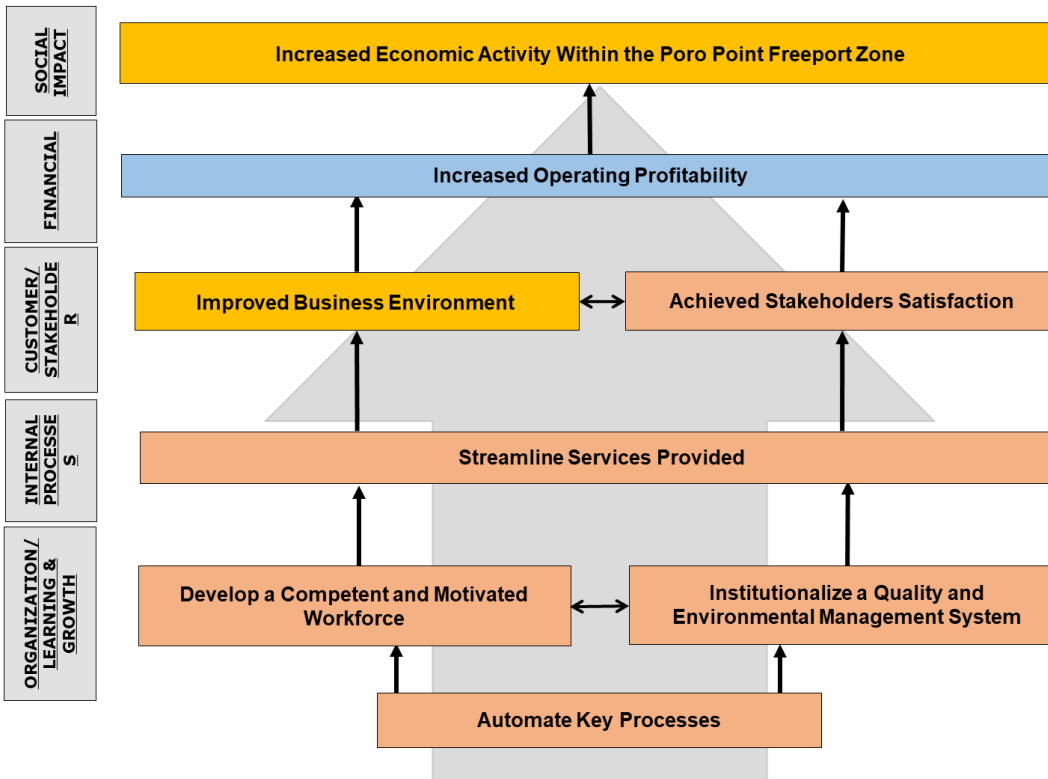 SOCIAL
IMPACT
Increased Economic Activity Within the Poro Point Freeport Zone
FINANCIAL
Increased Operating Profitability
CUSTOMER/
STAKEHOLDE
R
Improved Business Environment
Achieved Stakeholders Satisfaction
INTERNAL
PROCESSE
S
Streamline Services Provided
ORGANIZATION/
LEARNING &
GROWTH
Develop a Competent and Motivated
Workforce
Institutionalize a Quality and
Environmental Management System
Automate Key Processes